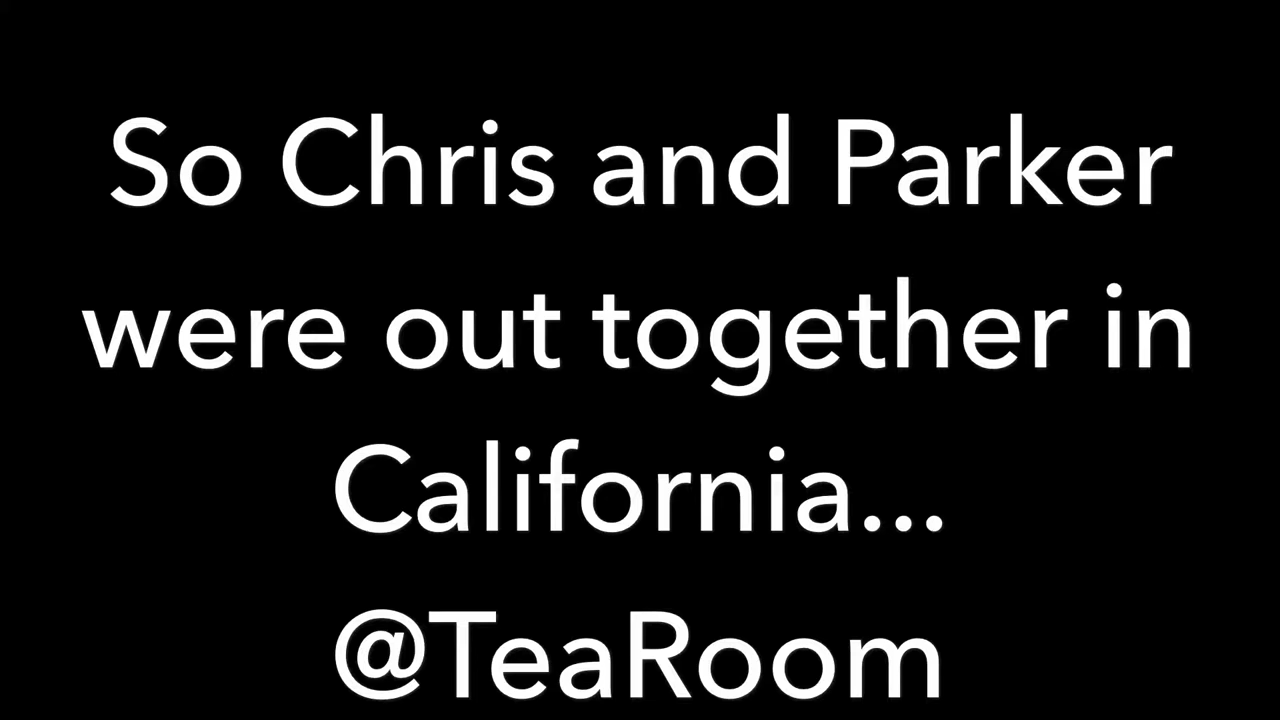 So Chris and Parker
were out together in
California...
@TeaRoom